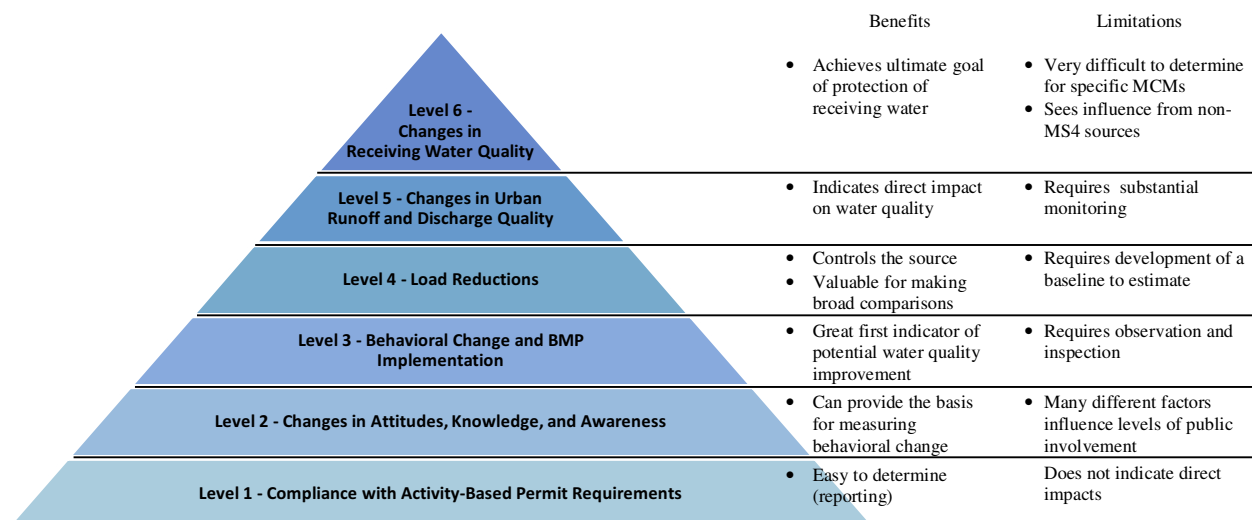 Benefits
Limitations
Level 6 -
Changes in
Receiving Water Quality
• Achieves ultimate goal
of protection of
receiving water
• Very difficult to determine
for specific MCMs
• Sees influence from non-
MS4 sources
Level 5 - Changes in Urban
Runoff and Discharge Quality
• Indicates direct impact
on water quality
• Requires substantial
monitoring
Level 4 - Load Reductions
• Controls the source
• Valuable for making
broad comparisons
• Requires development of a
baseline to estimate
Level 3 - Behavioral Change and BMP
Implementation
• Great first indicator of
potential water quality
improvement
• Requires observation and
inspection
Level 2 - Changes in Attitudes, Knowledge, and Awareness
• Can provide the basis
for measuring
behavioral change
• Many different factors
influence levels of public
involvement
Level 1 - Compliance with Activity-Based Permit Requirements
• Easy to determine
(reporting)
Does not indicate direct
impacts